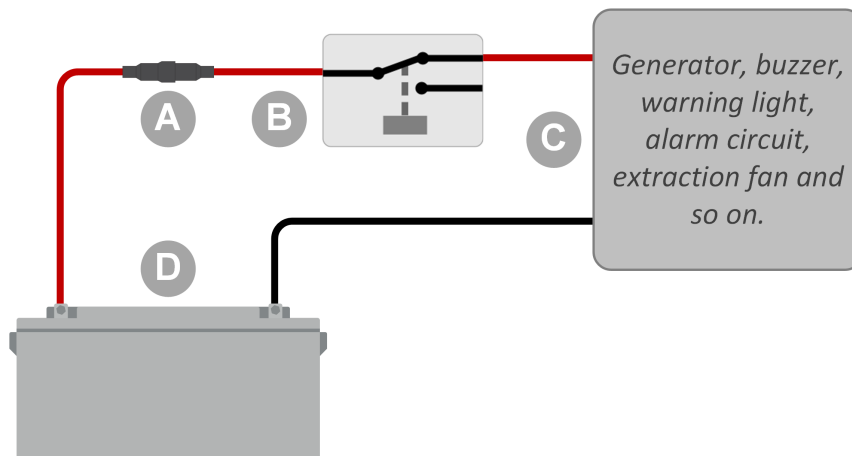 A
B
C
D
Generator, buzzer,
warning light,
alarm circuit,
extraction fan and
so on.